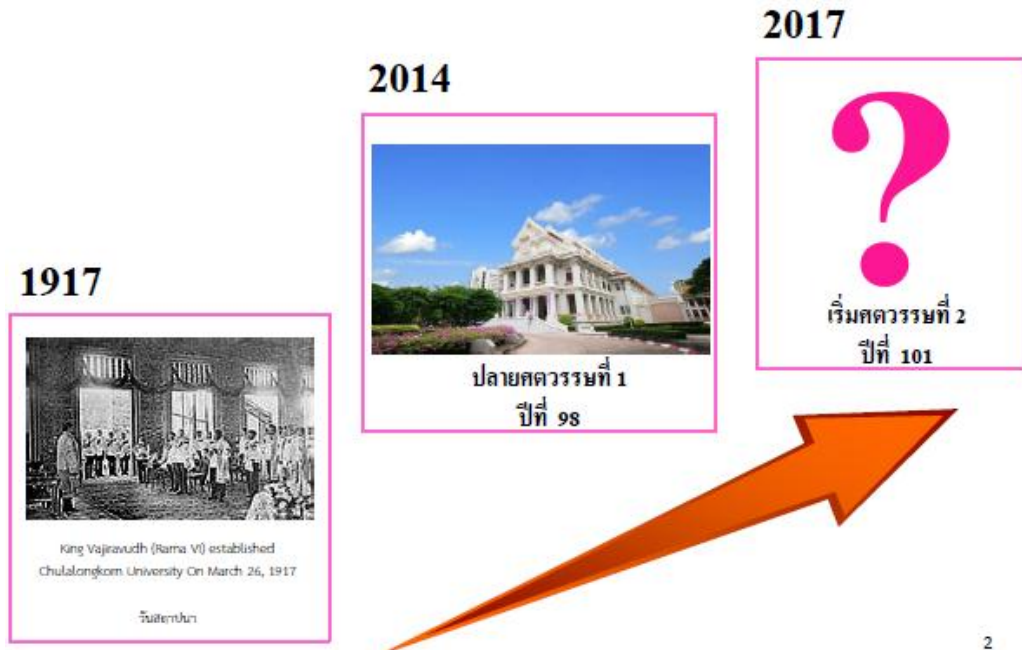 1917
King Vajiravudh (Rama VI) established
Chulalongkorn University On March 26, 1917
วันสถาปนา
2014
ปลายศตวรรษที่ 1
ปีที่ 98
2017
?
เริ่มศตวรรษที่ 2
ปีที่ 101
2